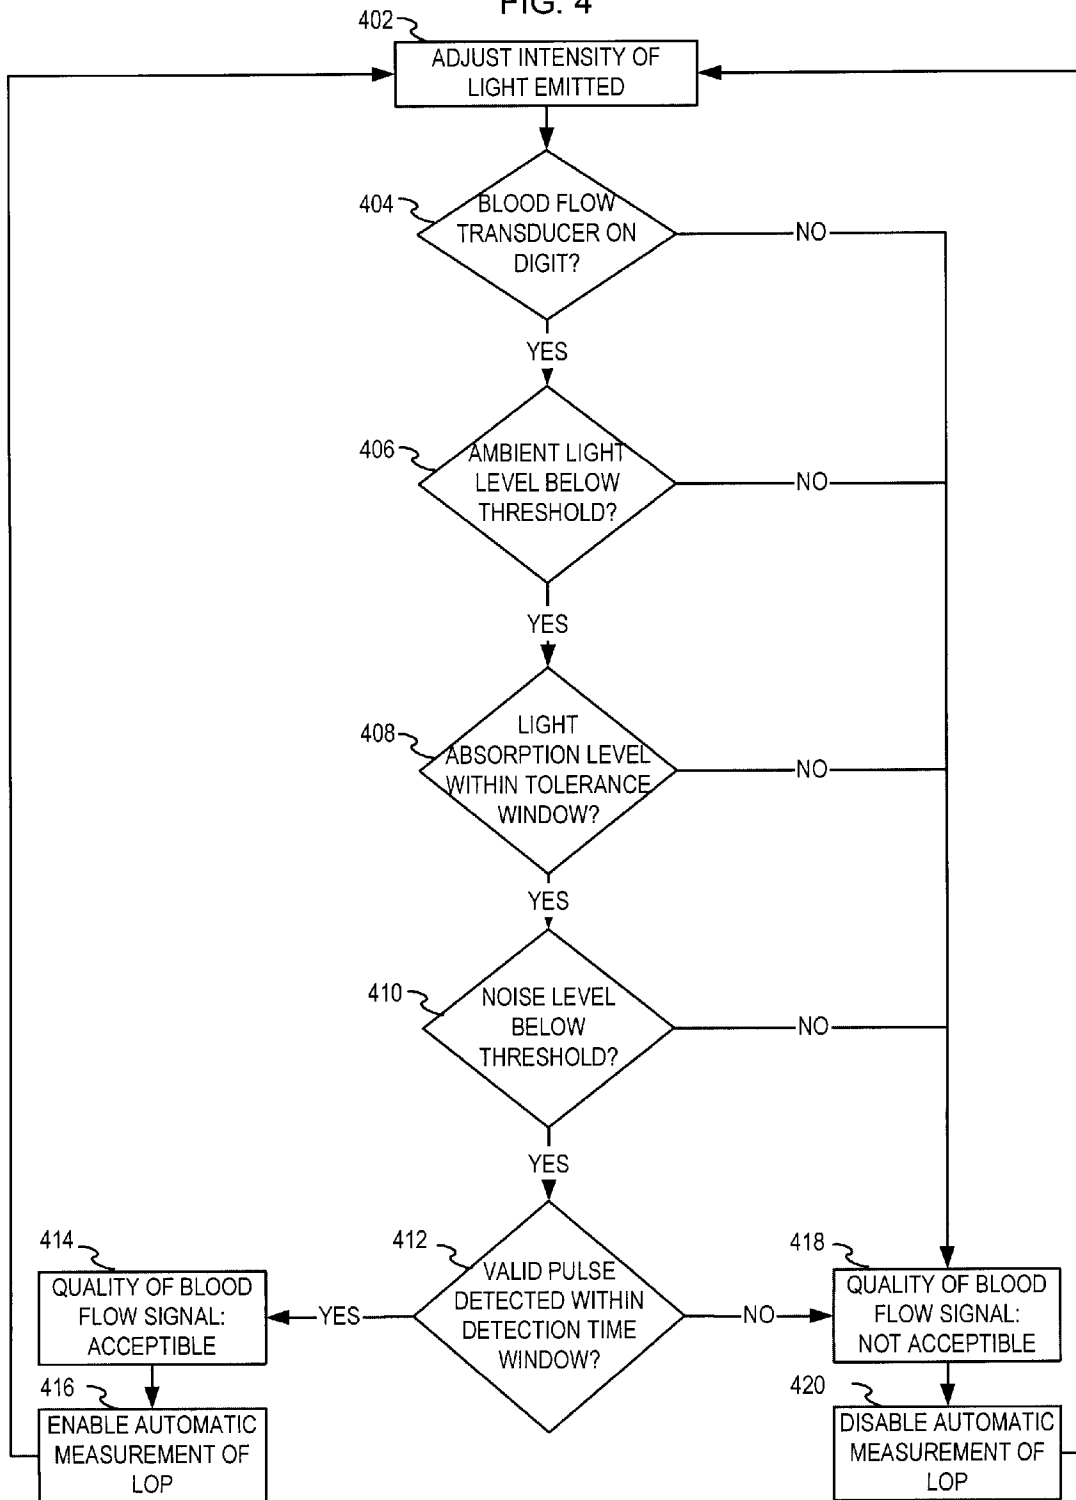 FIG. 4
402
ADJUST INTENSITY OF
LIGHT EMITTED
404
BLOOD FLOW
TRANSDUCER ON
DIGIT?
NO
YES
406
AMBIENT LIGHT
LEVEL BELOW
THRESHOLD?
NO
YES
408
LIGHT
ABSORPTION LEVEL
WITHIN TOLERANCE
WINDOW?
NO
YES
410
NOISE LEVEL
BELOW
THRESHOLD?
NO
YES
412
VALID PULSE
DETECTED WITHIN
DETECTION TIME
WINDOW?
YES
NO
414
QUALITY OF BLOOD
FLOW SIGNAL:
ACCEPTIBLE
416
ENABLE AUTOMATIC
MEASUREMENT OF
LOP
418
QUALITY OF BLOOD
FLOW SIGNAL:
NOT ACCEPTIBLE
420
DISABLE AUTOMATIC
MEASUREMENT OF
LOP